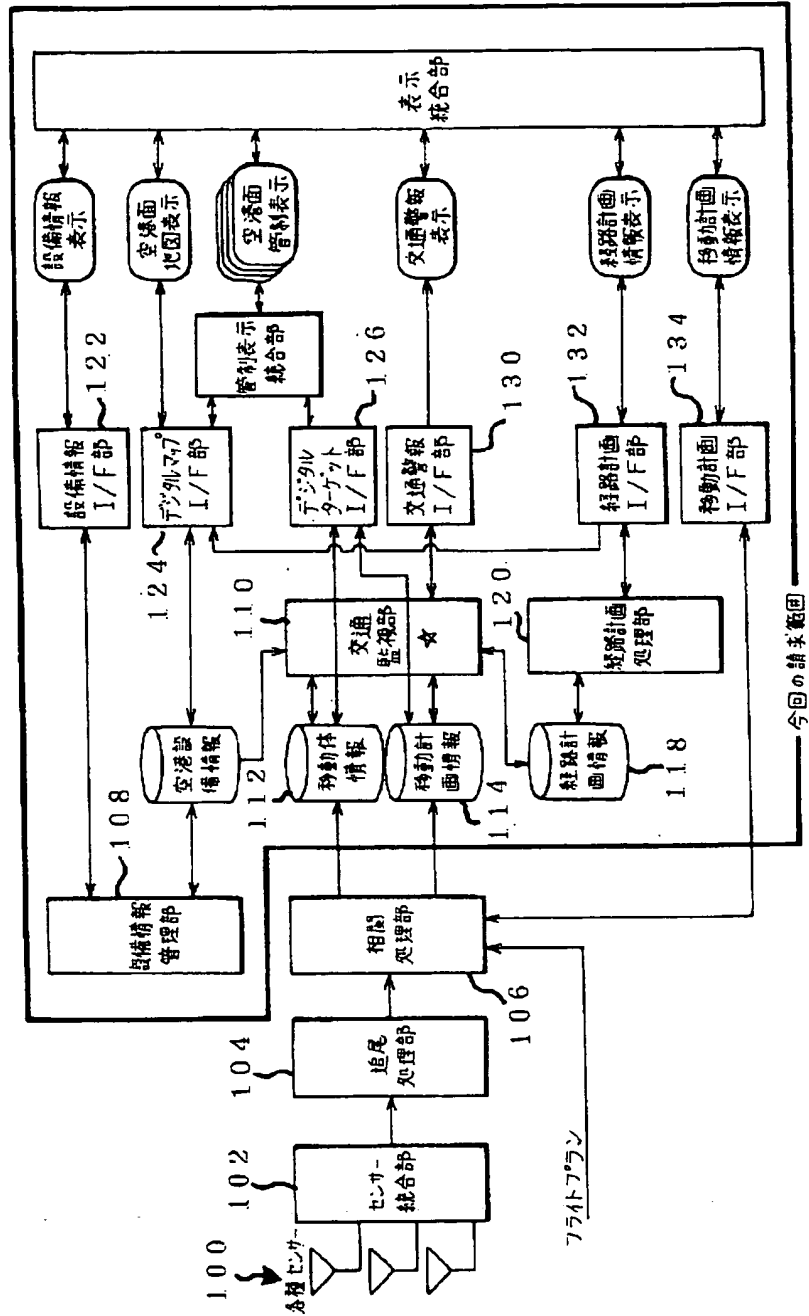 100
各種センサー
102
センサー
統合部
104
追尾
処理部
106
相関
処理部
フライトプラン
108
設備情報
管理部
空港設
備情報
112
移動体
情報
移動計
画情報
114
110
交通
監視部
☆
経路計
画情報
118
120
経路計画
処理部
設備情報
I/F部
122
124
デジタルマップ
I/F部
デジタル
ターゲット
I/F部
126
交通警報
I/F部
130
経路計画
I/F部
132
移動計画
I/F部
134
管制表示
統合部
設備情報
表示
空港面
地図表示
空港面
管制表示
交通警報
表示
経路計画
情報表示
移動計画
情報表示
表示
統合部
今回の請求範囲